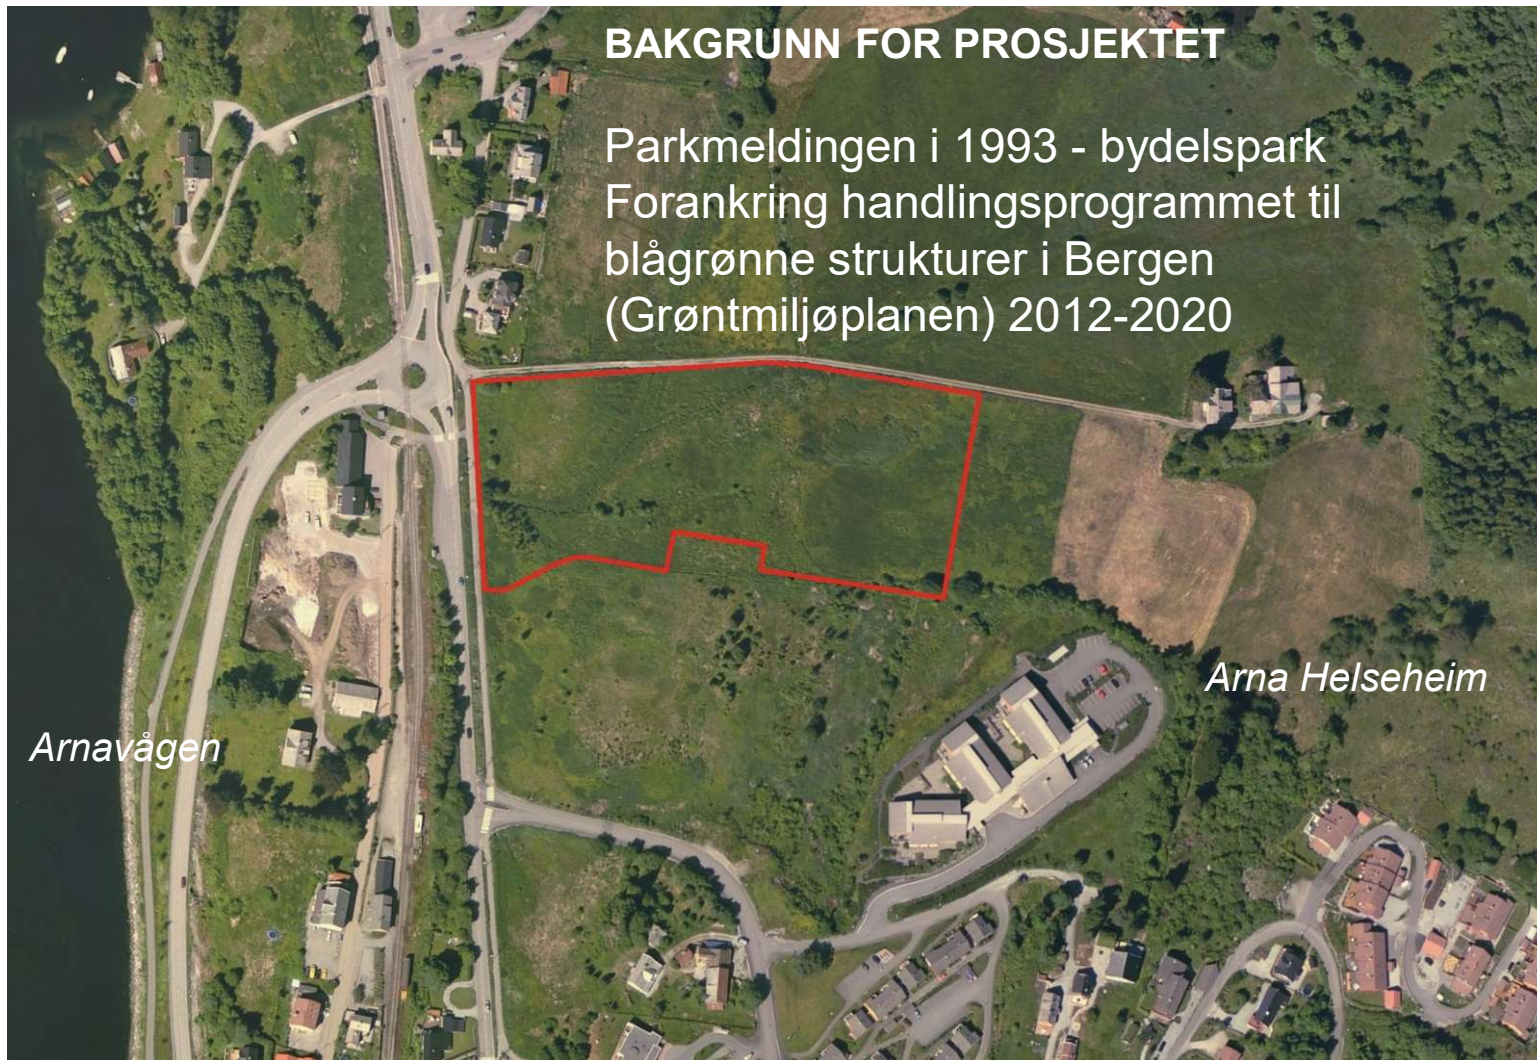 BAKGRUNN FOR PROSJEKTET
Parkmeldingen i 1993 - bydelspark
Forankring handlingsprogrammet til
blågrønne strukturer i Bergen
(Grøntmiljøplanen) 2012-2020
Arna Helseheim
Arnavågen